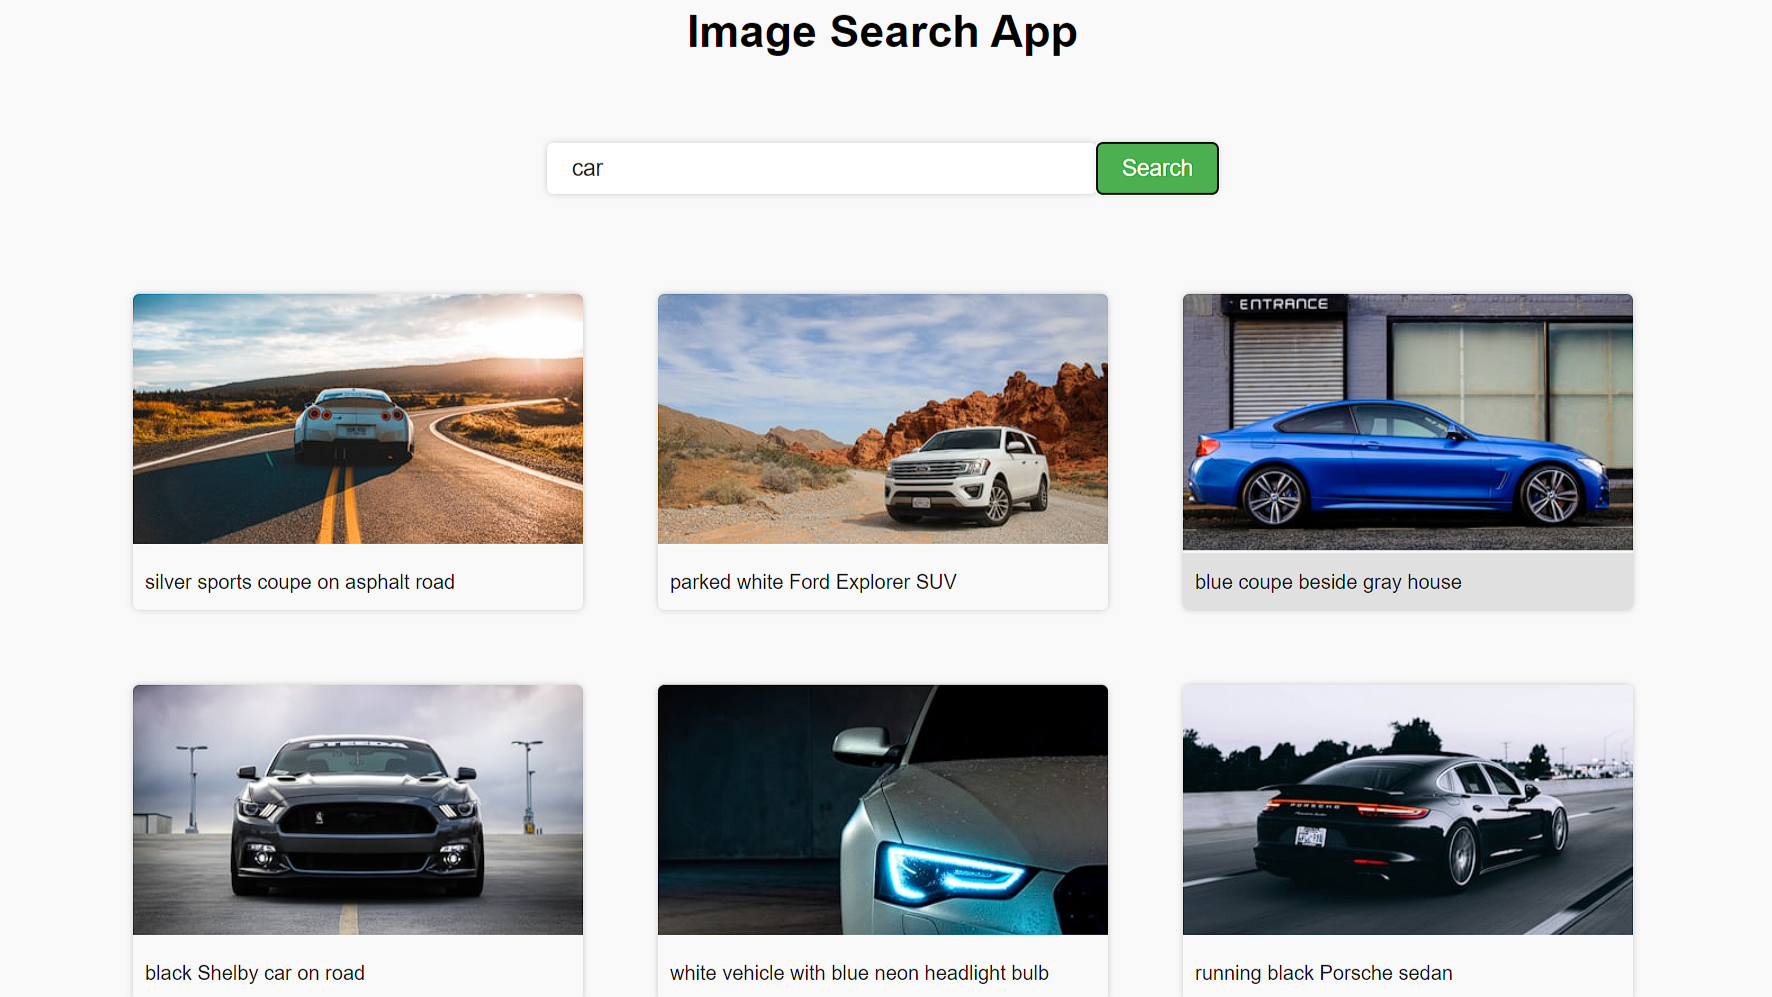 Image Search App
car
Search
ENTRANCE
silver sports coupe on asphalt road
parked white Ford Explorer SUV
blue coupe beside gray house
SHELBY
PORSCHE
black Shelby car on road
white vehicle with blue neon headlight bulb
running black Porsche sedan